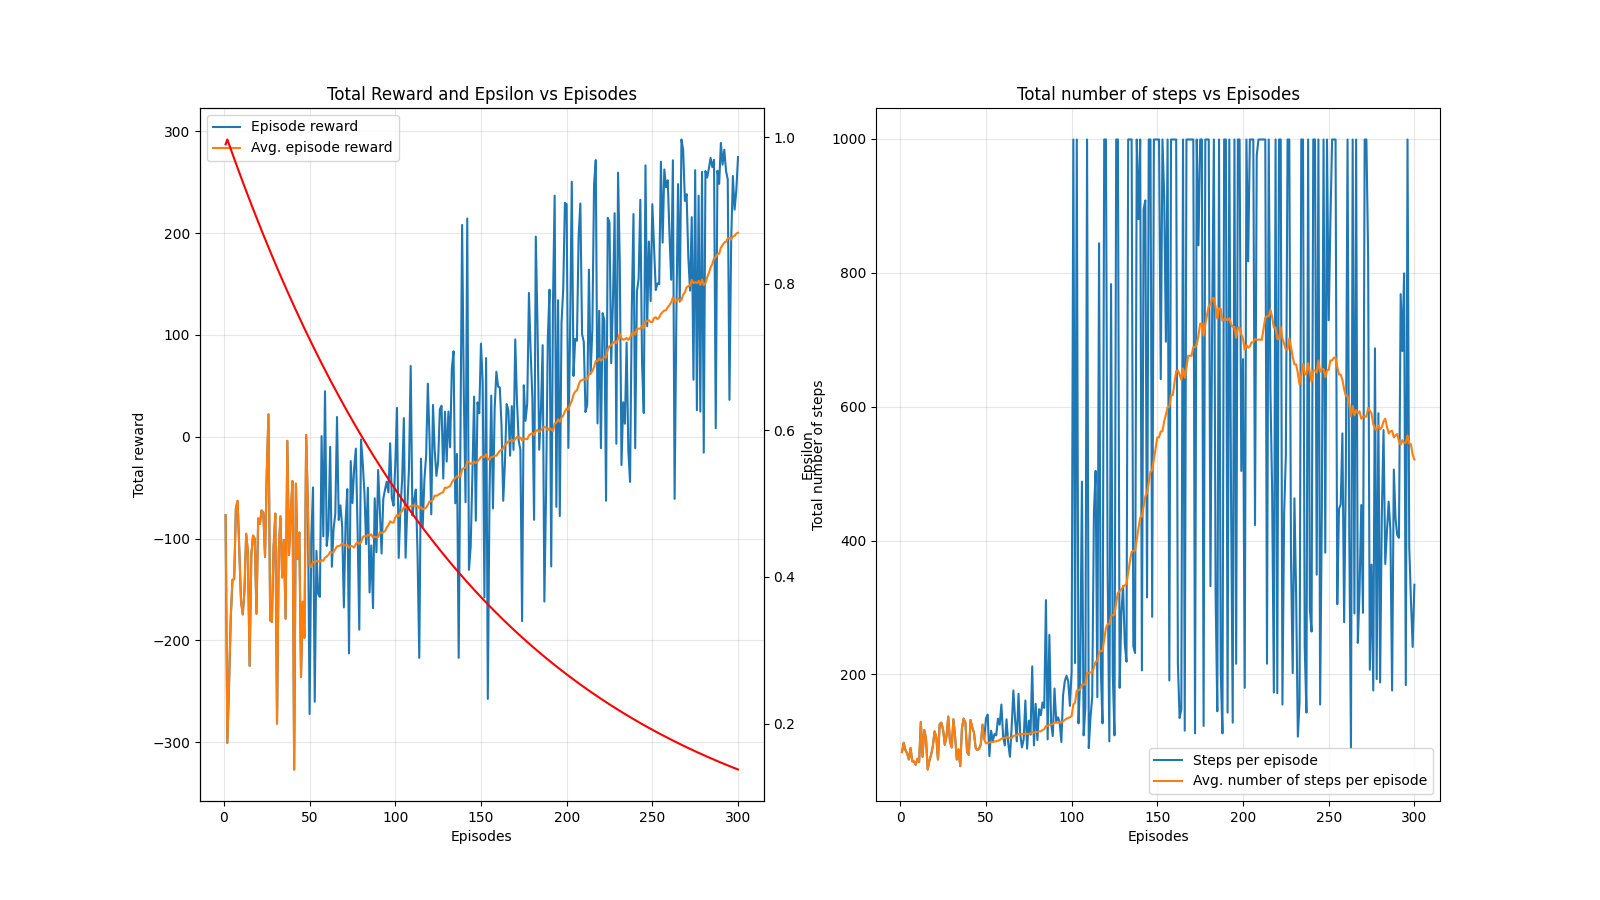 Total Reward and Epsilon vs Episodes
Episode reward
Avg. episode reward
300
200
100
0
−100
−200
−300
Total reward
1.0
0.8
0.6
0.4
0.2
Epsilon
0 50 100 150 200 250 300
Episodes
Total number of steps vs Episodes
1000
800
600
400
200
Total number of steps
Steps per episode
Avg. number of steps per episode
0 50 100 150 200 250 300
Episodes